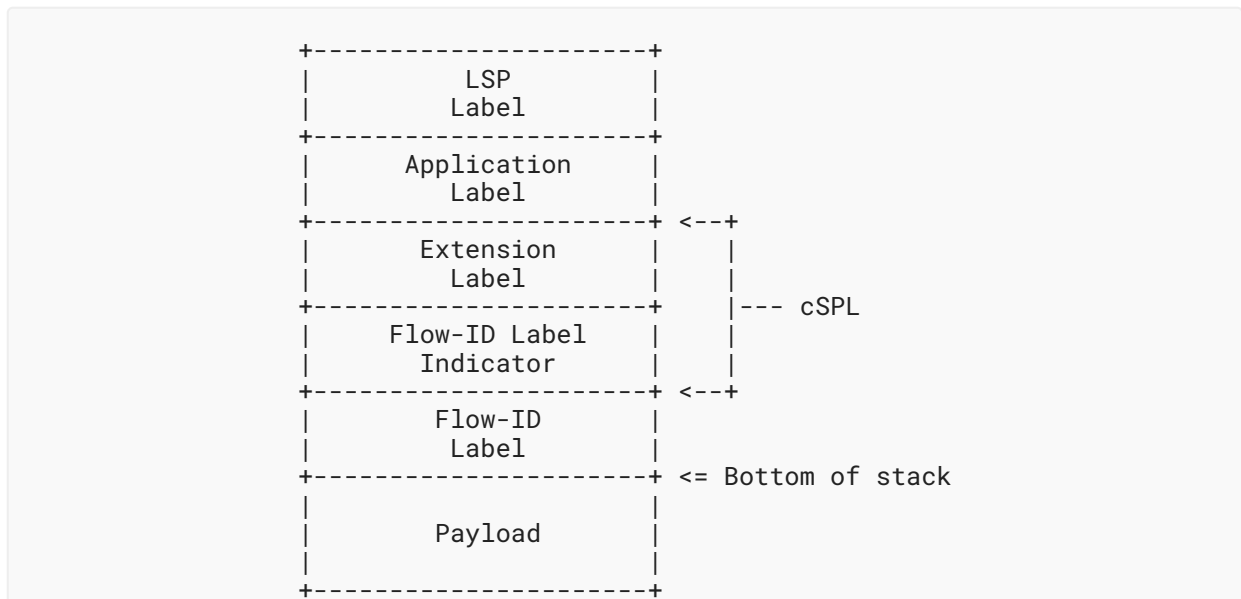 +----------------------+
|         LSP          |
|        Label         |
+----------------------+
|     Application      |
|        Label         |
+----------------------+ <--+
|      Extension       |    |
|        Label         |    |
+----------------------+    |--- cSPL
|    Flow-ID Label     |    |
|      Indicator       |    |
+----------------------+ <--+
|       Flow-ID        |
|        Label         |
+----------------------+ <= Bottom of stack
|                      |
|       Payload        |
|                      |
+----------------------+